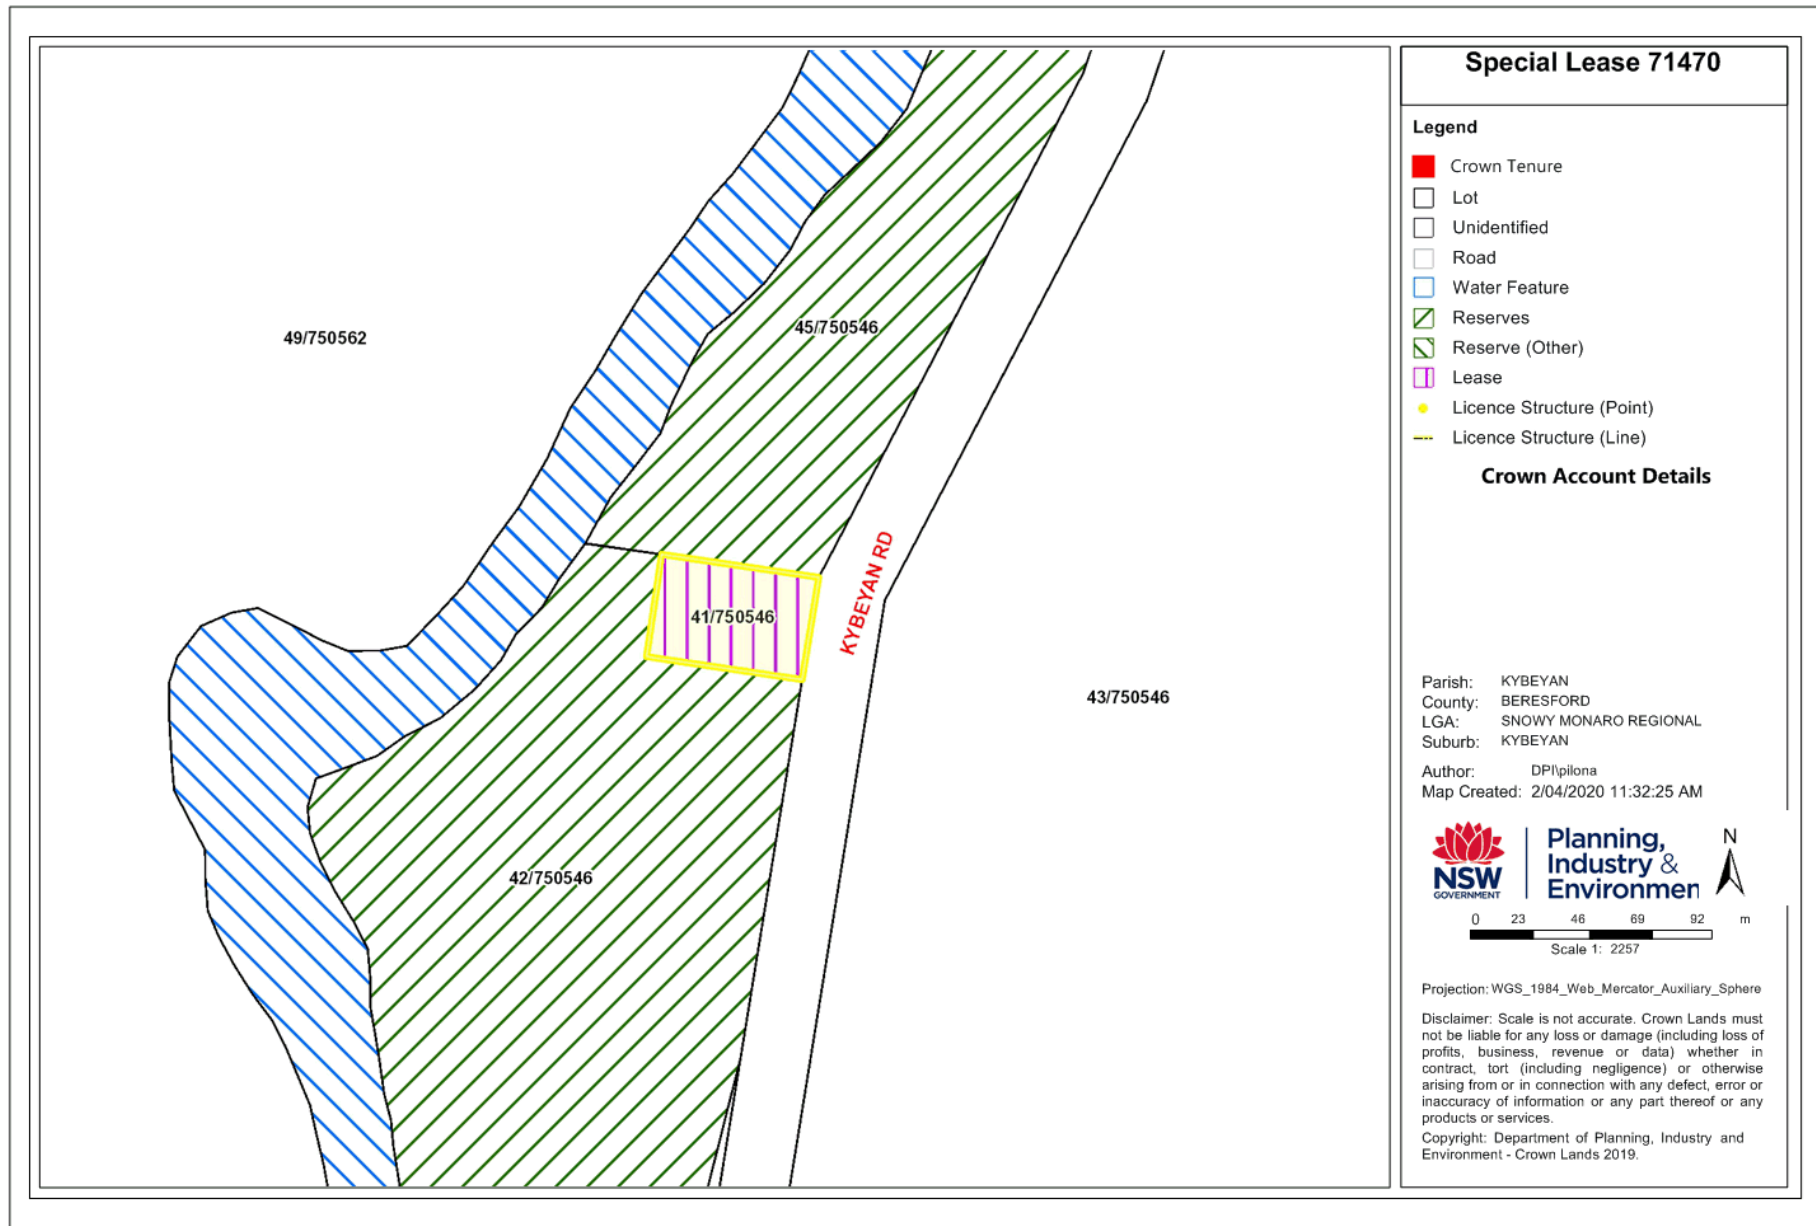 Special Lease 71470
Legend
Crown Tenure
Lot
Unidentified
Road
Water Feature
Reserves
Reserve (Other)
Lease
Licence Structure (Point)
Licence Structure (Line)
Crown Account Details
49/750562
45/750546
41/750546
KYBEYAN RD
43/750546
42/750546
Parish: KYBEYAN
County: BERESFORD
LGA: SNOWY MONARO REGIONAL
Suburb: KYBEYAN
Author: DPI\pilona
Map Created: 2/04/2020 11:32:25 AM
NSW
GOVERNMENT
Planning,
Industry &
Environmen
N
0 23 46 69 92 m
Scale 1: 2257
Projection: WGS_1984_Web_Mercator_Auxiliary_Sphere
Disclaimer: Scale is not accurate. Crown Lands must
not be liable for any loss or damage (including loss of
profits, business, revenue or data) whether in
contract, tort (including negligence) or otherwise
arising from or in connection with any defect, error or
inaccuracy of information or any part thereof or any
products or services.
Copyright: Department of Planning, Industry and
Environment - Crown Lands 2019.